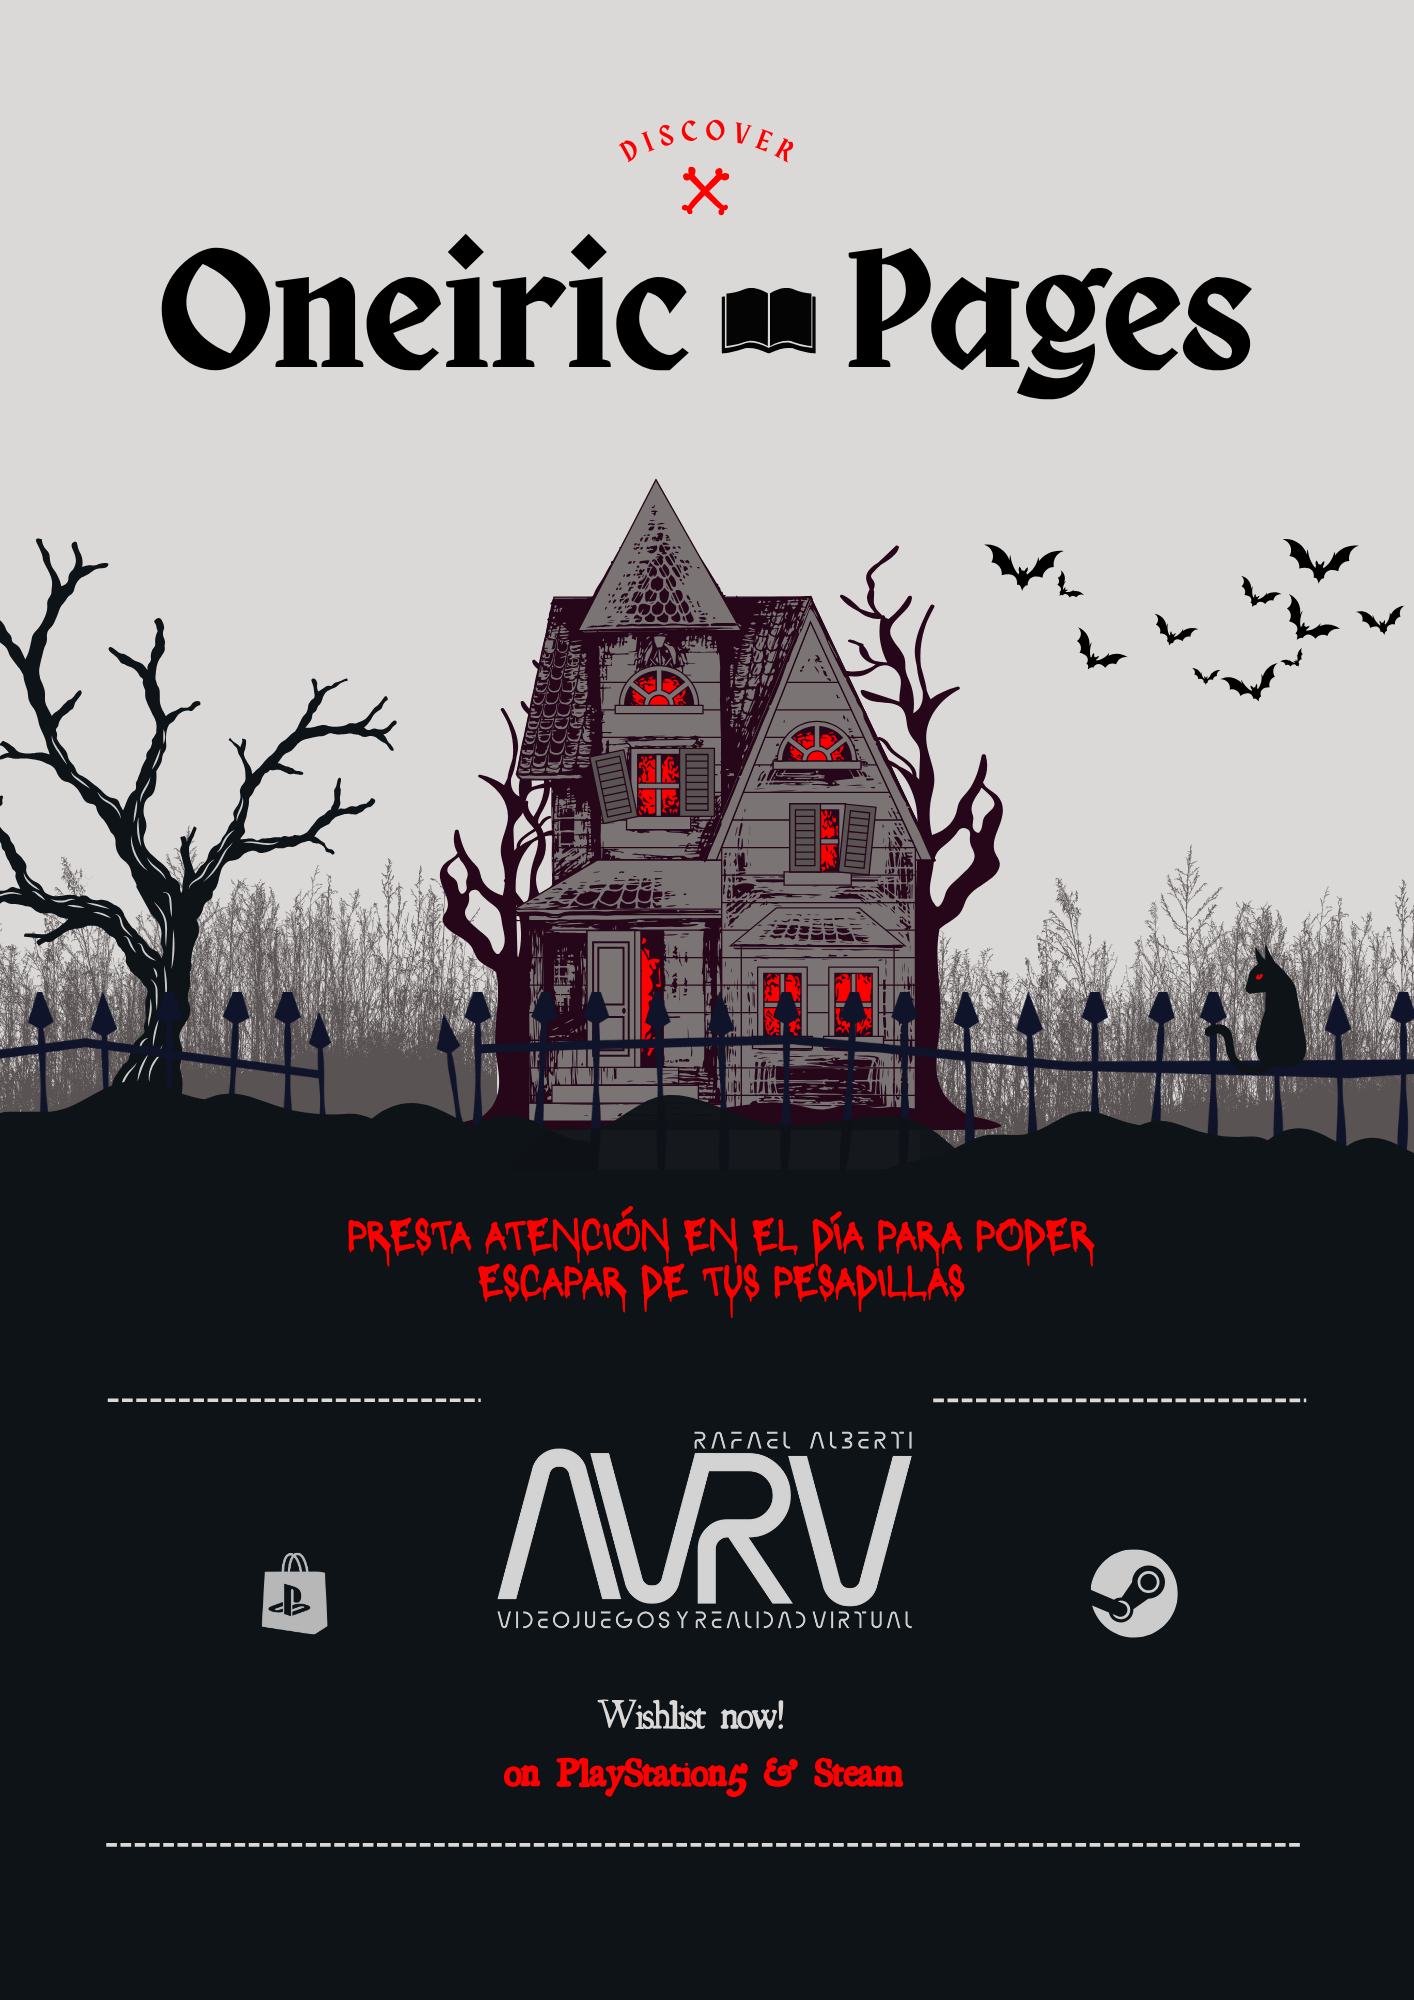 DISCOVER
Oneiric Pages
PRESTA ATENCIÓN EN EL DÍA PARA PODER
ESCAPAR DE TUS PESADILLAS
RAFAEL ALBERTI
AVRV
VIDEOJUEGOS Y REALIDAD VIRTUAL
Wishlist now!
on PlayStation5 & Steam